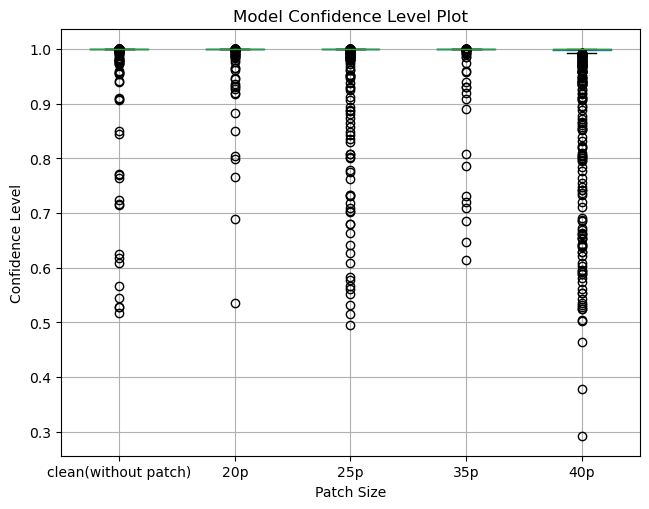 Model Confidence Level Plot
1.0
0.9
0.8
0.7
0.6
0.5
0.4
0.3
Confidence Level
clean(without patch) 20p 25p 35p 40p
Patch Size